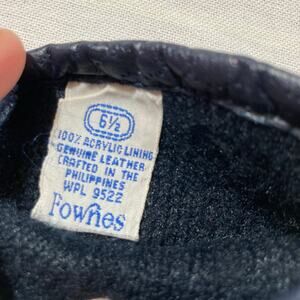 6½
100% ACRYLIC LINING
GENUINE LEATHER
CRAFTED IN THE
PHILIPPINES
WPL 9522
Fownes